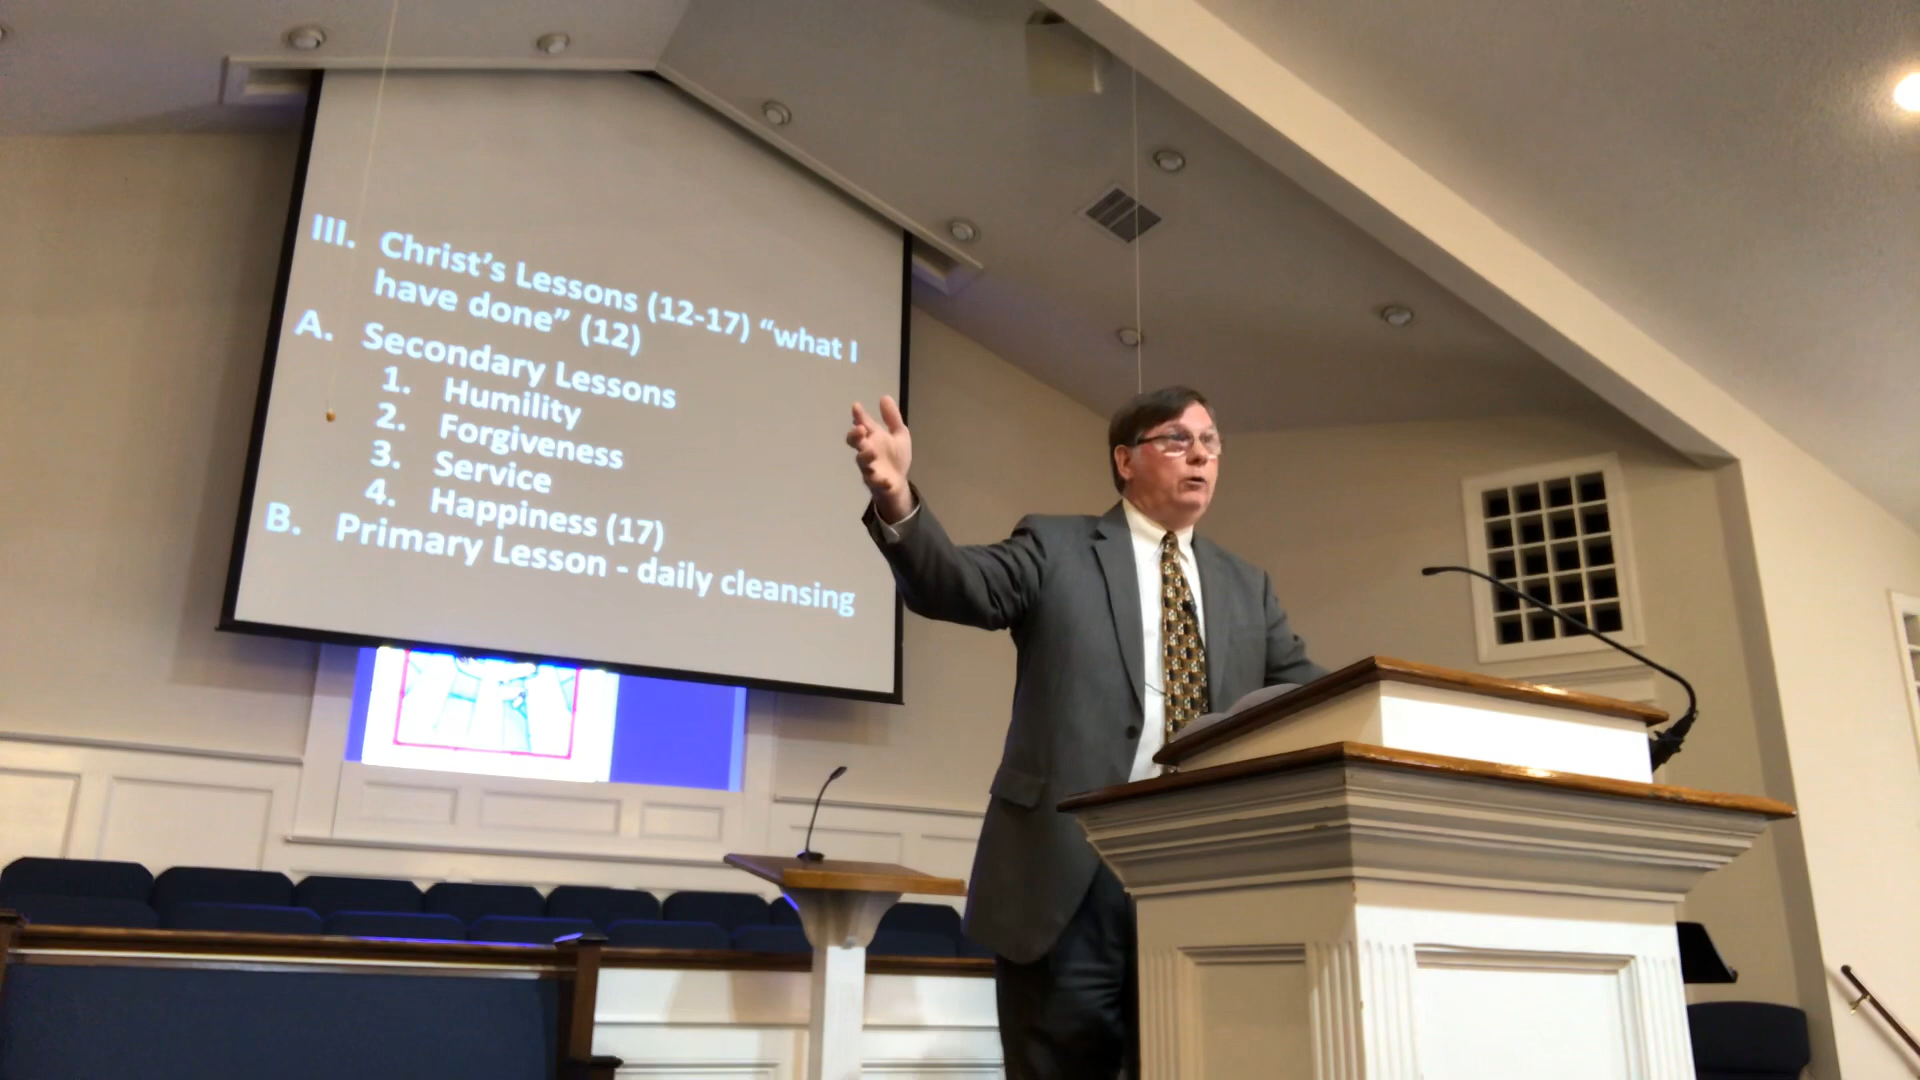 III. Christ’s Lessons (12-17) “what I
have done” (12)
A. Secondary Lessons
1. Humility
2. Forgiveness
3. Service
4. Happiness (17)
B. Primary Lesson - daily cleansing